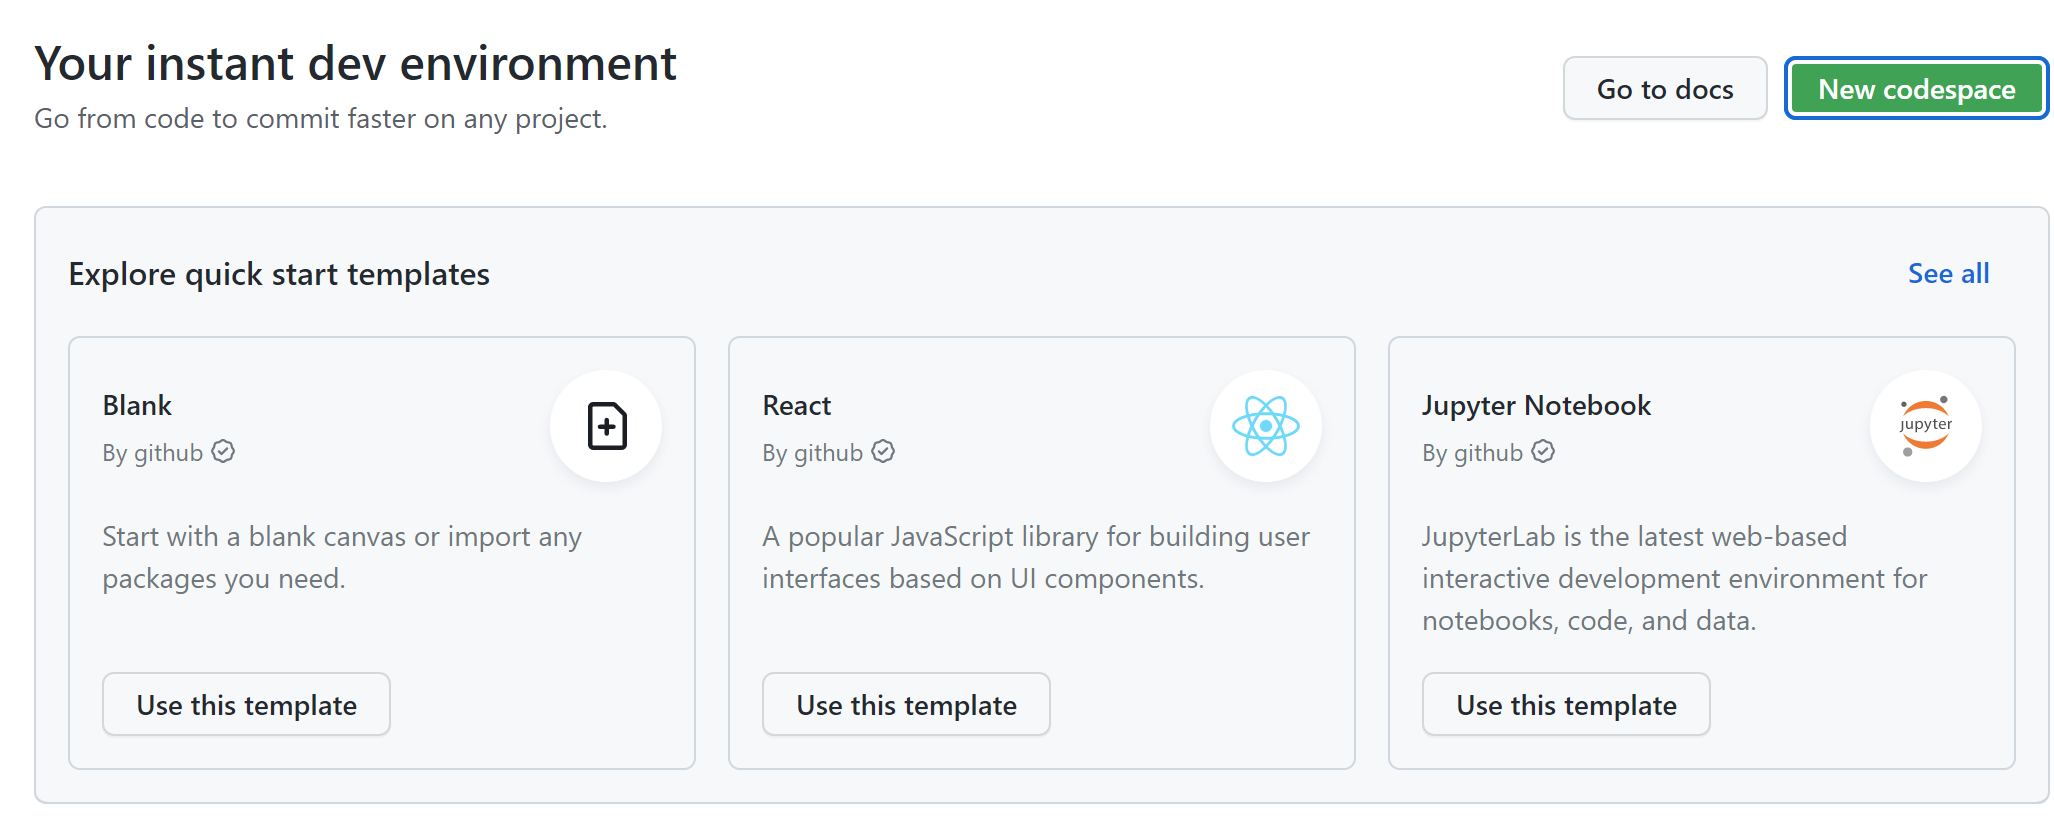 Your instant dev environment
Go from code to commit faster on any project.
Go to docs
New codespace
Explore quick start templates
See all
Blank
By github
Start with a blank canvas or import any
packages you need.
Use this template
React
By github
A popular JavaScript library for building user
interfaces based on UI components.
Use this template
Jupyter Notebook
By github
jupyter
JupyterLab is the latest web-based
interactive development environment for
notebooks, code, and data.
Use this template